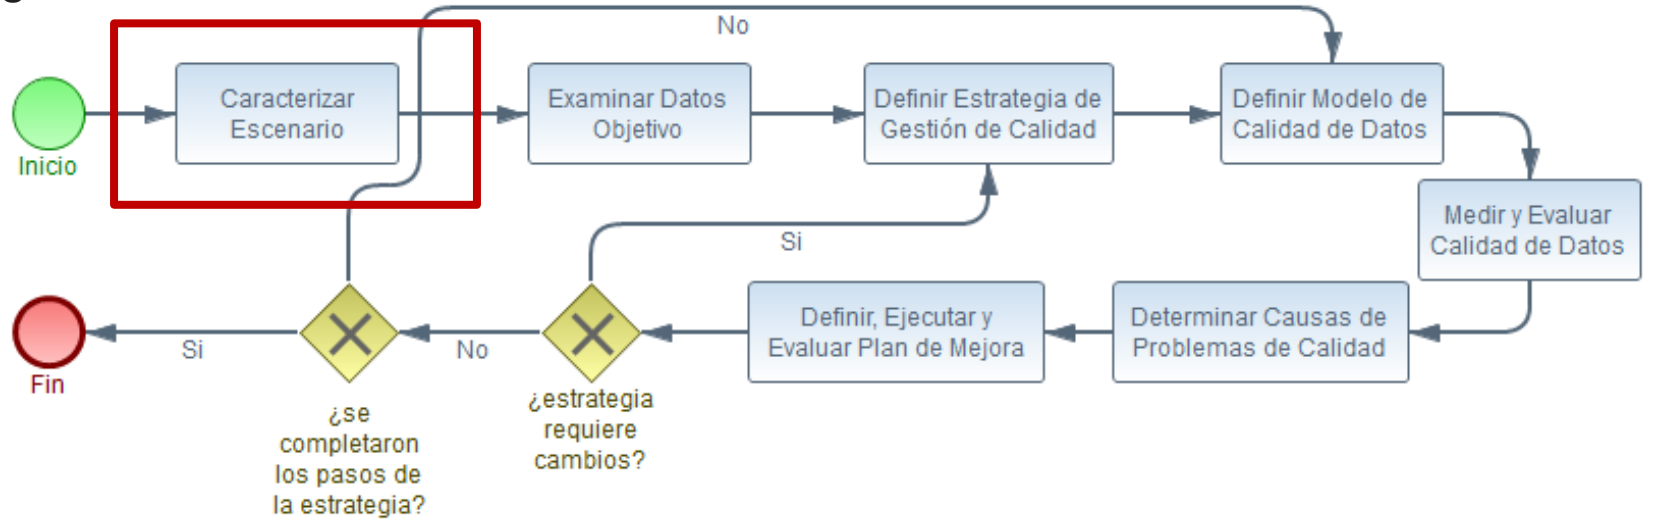 No
Caracterizar
Escenario
Examinar Datos
Objetivo
Definir Estrategia de
Gestión de Calidad
Definir Modelo de
Calidad de Datos
Inicio
Medir y Evaluar
Calidad de Datos
Si
Definir, Ejecutar y
Evaluar Plan de Mejora
Determinar Causas de
Problemas de Calidad
Si
No
Fin
¿se
completaron
los pasos de
la estrategia?
¿estrategia
requiere
cambios?